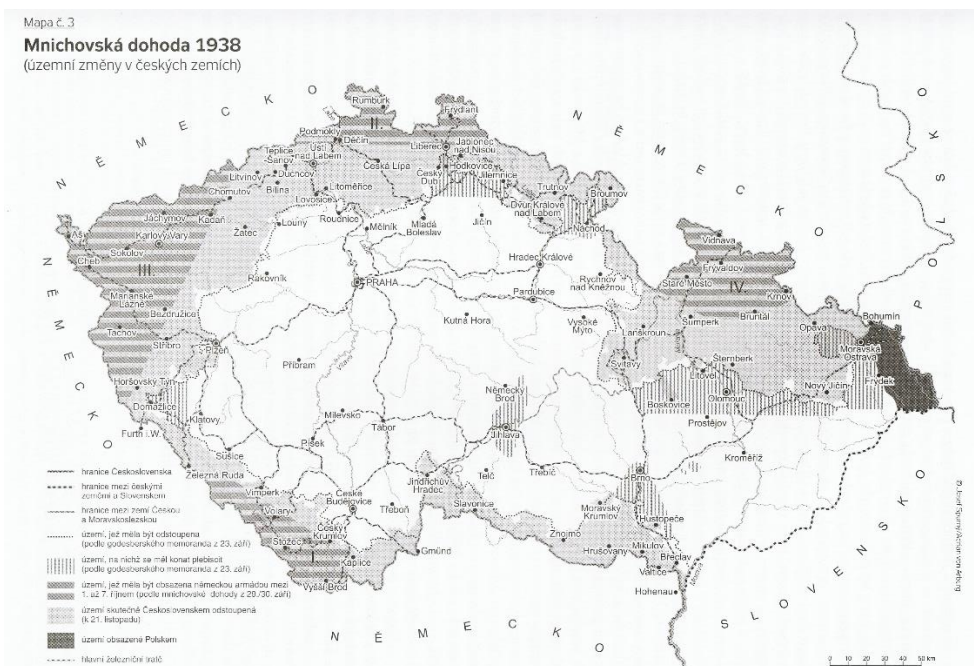 Mapa č. 3
Mnichovská dohoda 1938
(územní změny v českých zemích)
NĚMECKO
NĚMECKO
POLSKO
Rumburk
Frýdlant
II.
Podmokly
Děčín
Liberec
Jablonec
nad Nisou
Teplice
-Šanov
Ústí
nad Labem
Česká Lípa
Český
Dub
Hodkovice
Jilemnice
Litvínov
Duchcov
Bílina
Litoměřice
Lovosice
Chomutov
Trutnov
Broumov
Dvůr Králové
nad Labem
Náchod
Jáchymov
Kadaň
Žatec
Louny
Roudnice
Mělník
Mladá
Boleslav
Jičín
Aš
Karlovy Vary
Sokolov
Cheb
III.
Vidnava
Frývaldov
Staré Město
IV.
Krnov
Rakovník
PRAHA
Hradec Králové
Rychnov
nad Kněžnou
Pardubice
NĚMECKO
Mariánské
Lázně
Bezdružice
Tachov
Stříbro
Plzeň
Kutná Hora
Vysoké
Mýto
Lanškroun
Šumperk
Bruntál
Opava
Bohumín
Moravská
Ostrava
Příbram
Vltava
Svitavy
Šternberk
Litovel
Olomouc
Nový Jičín
Frýdek
Horšovský Týn
Domažlice
Klatovy
Furth i.W.
Německý
Brod
Boskovice
Prostějov
Milevsko
Tábor
Písek
Jihlava
Kroměříž
Sušice
Železná Ruda
Telč
Třebíč
Brno
Vimperk
Volary
České
Budějovice
Třeboň
Jindřichův
Hradec
Slavonice
Moravský
Krumlov
Hustopeče
Stožec
Český
Krumlov
I.
Kaplice
Gmünd
Znojmo
Hrušovany
Mikulov
Valtice
Břeclav
Vyšší Brod
Hohenau
NĚMECKO
SLOVENSKO
hranice Československa
hranice mezi českými
zeměmi a Slovenskem
hranice mezi zemí Českou
a Moravskoslezskou
území, jež měla být odstoupena
(podle godesberského memoranda z 23. září)
území, na nichž se měl konat plebiscit
(podle godesberského memoranda z 23. září)
území, jež měla být obsazena německou armádou mezi
1. až 7. říjnem (podle mnichovské dohody z 29./30. září)
území skutečně Československem odstoupená
(k 21. listopadu)
území obsazené Polskem
hlavní železniční tratě
0 10 20 30 40 50 km